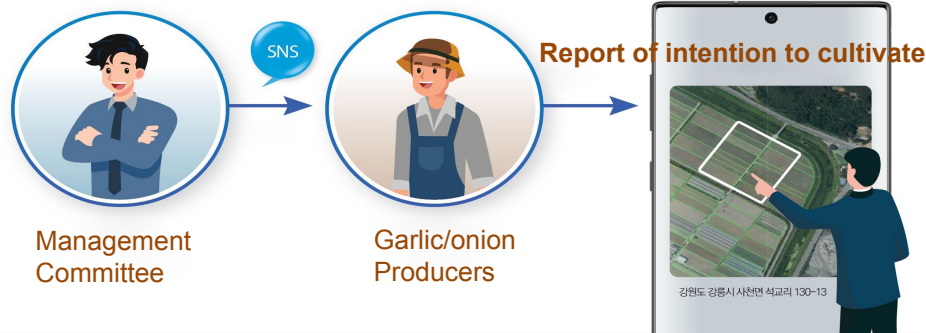 SNS
Report of intention to cultivate
Management
Committee
Garlic/onion
Producers
강원도 강릉시 사천면 석교리 130-13